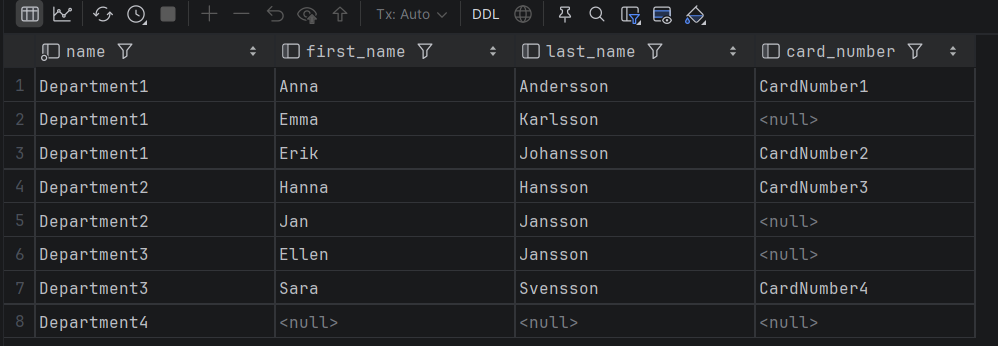 Tx: Auto DDL
name first_name last_name card_number
1 Department1 Anna Andersson CardNumber1
2 Department1 Emma Karlsson <null>
3 Department1 Erik Johansson CardNumber2
4 Department2 Hanna Hansson CardNumber3
5 Department2 Jan Jansson <null>
6 Department3 Ellen Jansson <null>
7 Department3 Sara Svensson CardNumber4
8 Department4 <null> <null> <null>